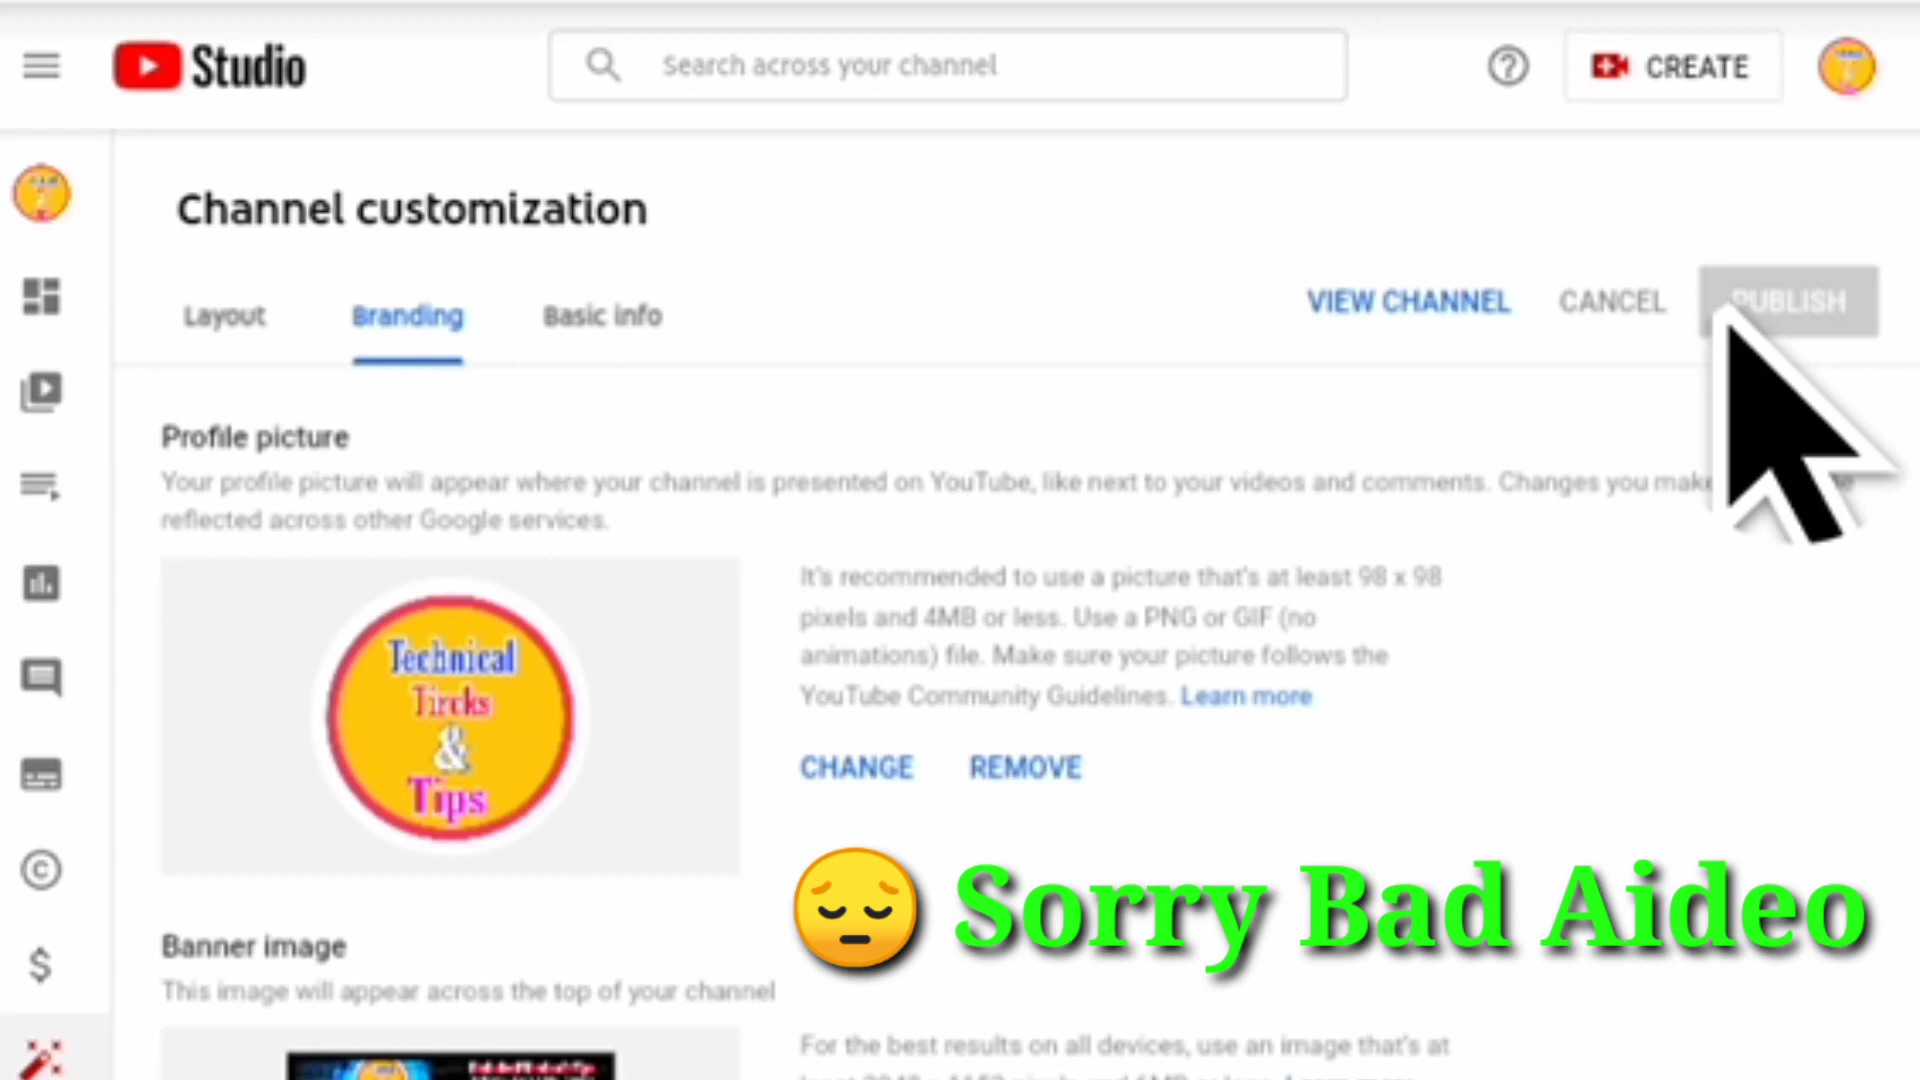 Studio
Search across your channel
CREATE
Channel customization
Layout Branding Basic info
VIEW CHANNEL CANCEL PUBLISH
Profile picture
Your profile picture will appear where your channel is presented on YouTube, like next to your videos and comments. Changes you make
reflected across other Google services.
Technical
Tircks
&
Tips
It's recommended to use a picture that's at least 98 x 98
pixels and 4MB or less. Use a PNG or GIF (no
animations) file. Make sure your picture follows the
YouTube Community Guidelines. Learn more
CHANGE REMOVE
Sorry Bad Aideo
Banner image
This image will appear across the top of your channel
For the best results on all devices, use an image that's at